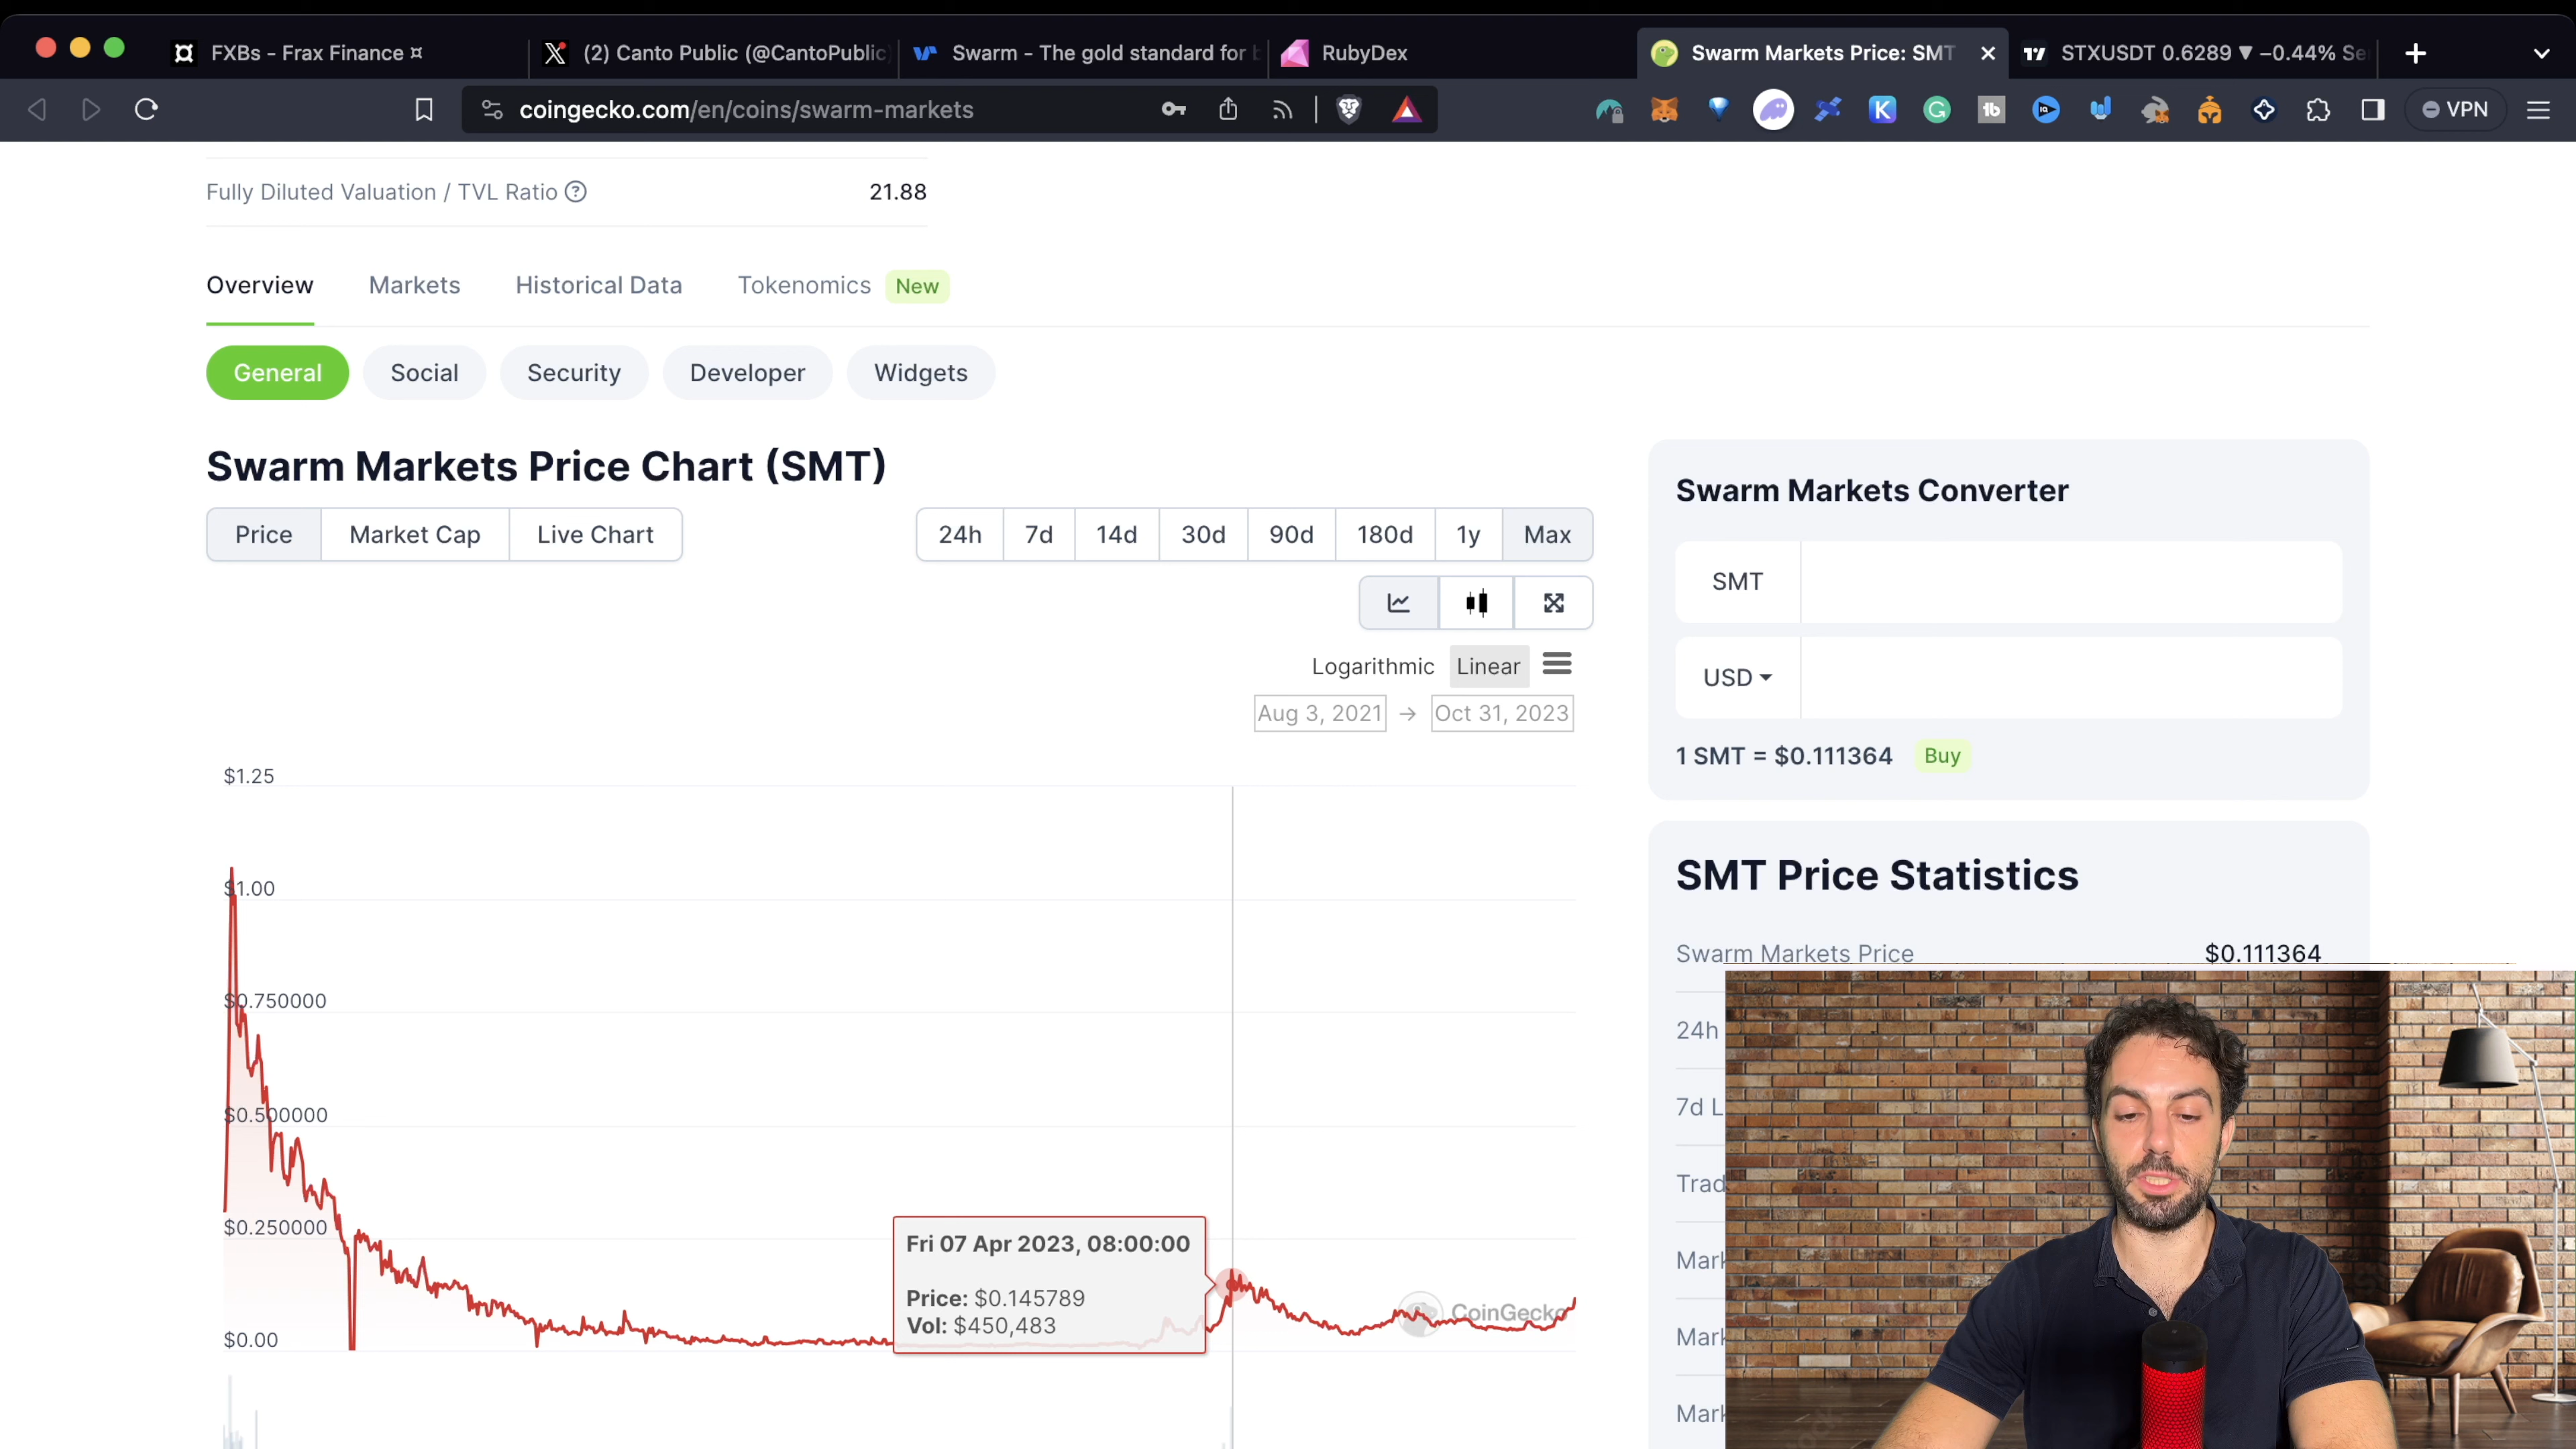 FXBs - Frax Finance ¤
(2) Canto Public (@CantoPublic)
Swarm - The gold standard for b
RubyDex
Swarm Markets Price: SMT
STXUSDT 0.6289 ▼ −0.44% Se
coingecko.com/en/coins/swarm-markets
VPN
Fully Diluted Valuation / TVL Ratio
21.88
Overview
Markets
Historical Data
Tokenomics
New
General
Social
Security
Developer
Widgets
Swarm Markets Price Chart (SMT)
Price
Market Cap
Live Chart
24h
7d
14d
30d
90d
180d
1y
Max
Logarithmic
Linear
Aug 3, 2021 → Oct 31, 2023
$1.25
$1.00
$0.750000
$0.500000
$0.250000
$0.00
Fri 07 Apr 2023, 08:00:00
Price: $0.145789
Vol: $450,483
CoinGecko
Swarm Markets Converter
SMT
USD
1 SMT = $0.111364
Buy
SMT Price Statistics
Swarm Markets Price
$0.111364
24h
7d L
Trad
Mark
Mark
Mark